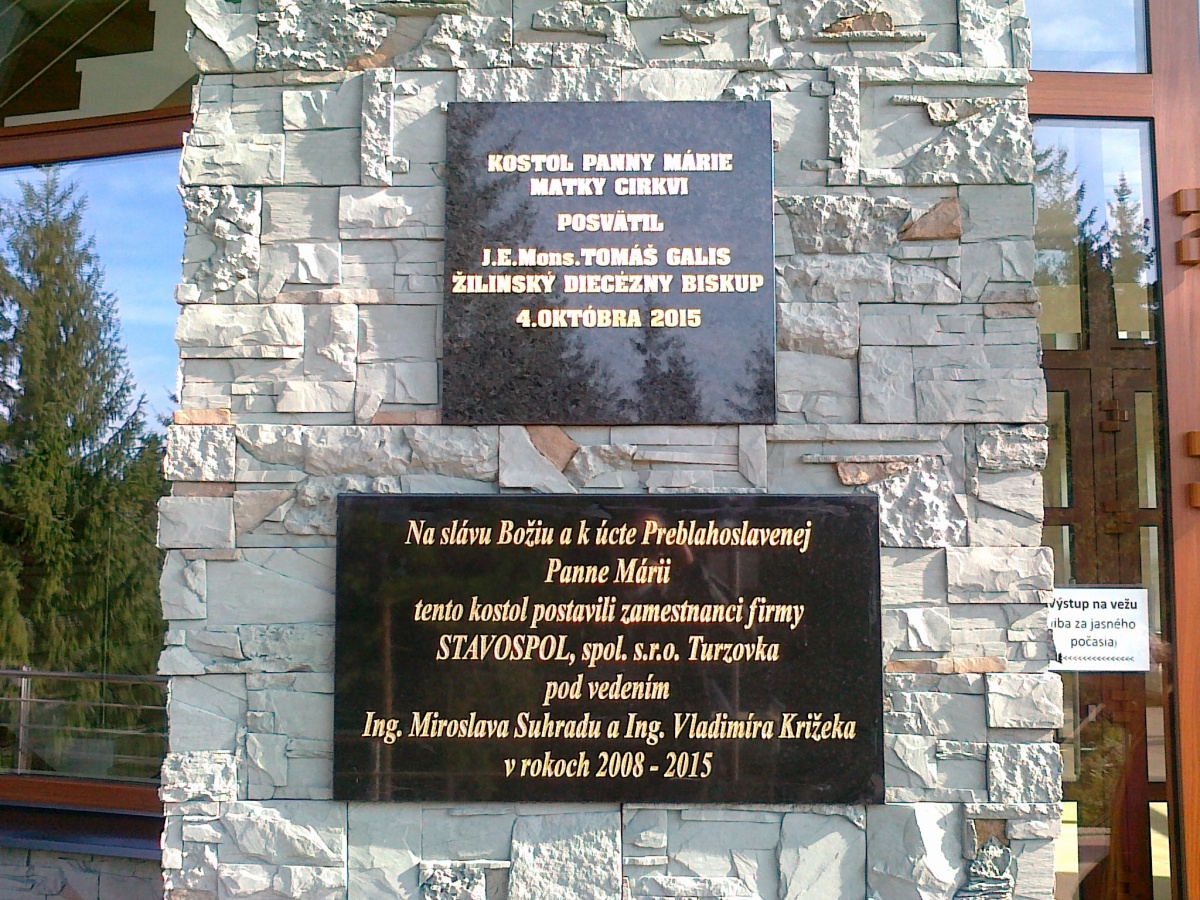 KOSTOL PANNY MÁRIE
MATKY CIRKVI
POSVÄTIL
J.E.Mons.TOMÁŠ GALIS
ŽILINSKÝ DIECÉZNY BISKUP
4.OKTÓBRA 2015
Na slávu Božiu a k úcte Preblahoslavenej
Panne Márii
tento kostol postavili zamestnanci firmy
STAVOSPOL, spol. s.r.o. Turzovka
pod vedením
Ing. Miroslava Suhradu a Ing. Vladimíra Križeka
v rokoch 2008 - 2015
Výstup na vežu
(iba za jasného
počasia)